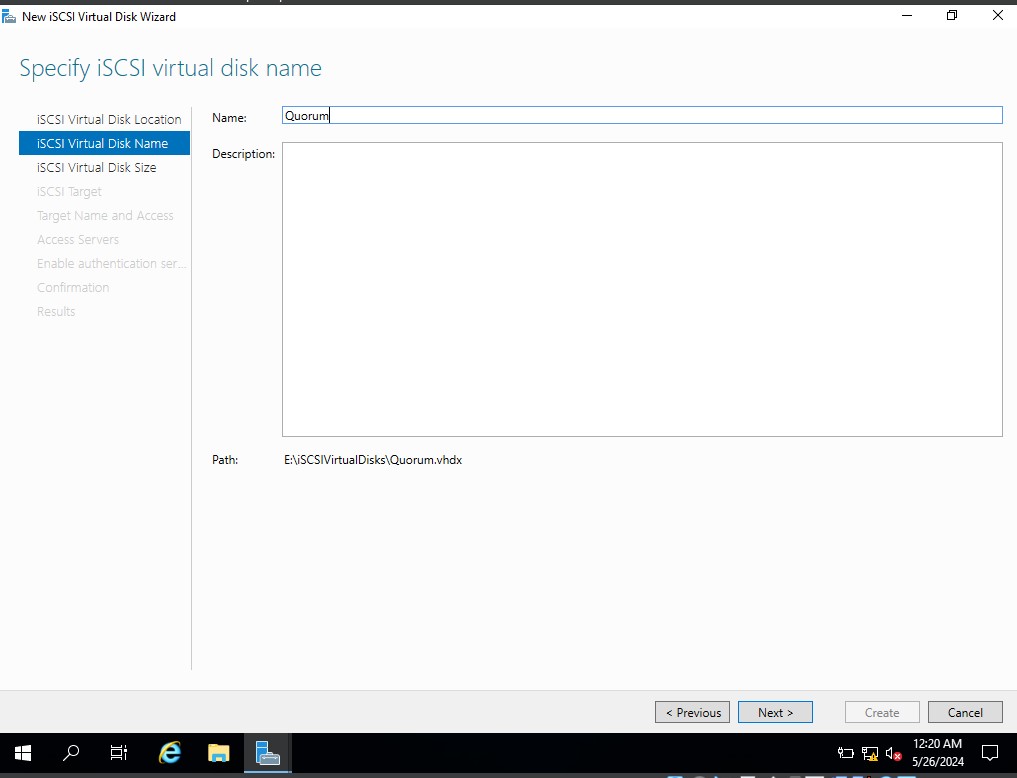 New iSCSI Virtual Disk Wizard
Specify iSCSI virtual disk name
iSCSI Virtual Disk Location
iSCSI Virtual Disk Name
iSCSI Virtual Disk Size
iSCSI Target
Target Name and Access
Access Servers
Enable authentication ser...
Confirmation
Results
Name:
Quorum
Description:
Path:
E:\iSCSIVirtualDisks\Quorum.vhdx
< Previous
Next >
Create
Cancel
12:20 AM
5/26/2024